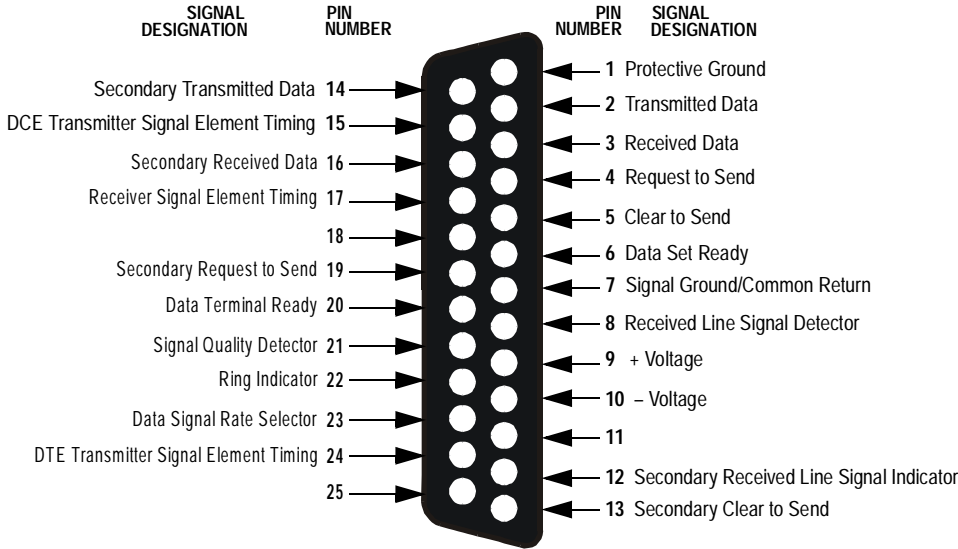 SIGNAL DESIGNATION
PIN NUMBER
14 Secondary Transmitted Data
15 DCE Transmitter Signal Element Timing
16 Secondary Received Data
17 Receiver Signal Element Timing
18
19 Secondary Request to Send
20 Data Terminal Ready
21 Signal Quality Detector
22 Ring Indicator
23 Data Signal Rate Selector
24 DTE Transmitter Signal Element Timing
25
PIN NUMBER
SIGNAL DESIGNATION
1 Protective Ground
2 Transmitted Data
3 Received Data
4 Request to Send
5 Clear to Send
6 Data Set Ready
7 Signal Ground/Common Return
8 Received Line Signal Detector
9 + Voltage
10 – Voltage
11
12 Secondary Received Line Signal Indicator
13 Secondary Clear to Send